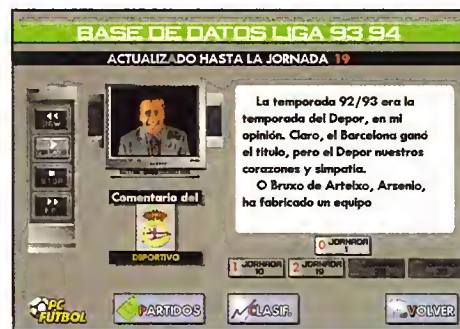 BASE DE DATOS LIGA 93 94
ACTUALIZADO HASTA LA JORNADA 19
La temporada 92/93 era la
temporada del Depor, en mi
opinión. Claro, el Barcelona ganó
el título, pero el Depor nuestros
corazones y simpatía.
O Bruxo de Arteixo, Arsenio,
ha fabricado un equipo
STOP
Comentario del
DEPORTIVO
0 JORNADA
1
1 JORNADA
10
2 JORNADA
19
PC
FUTBOL
PARTIDOS
CLASIF.
VOLVER